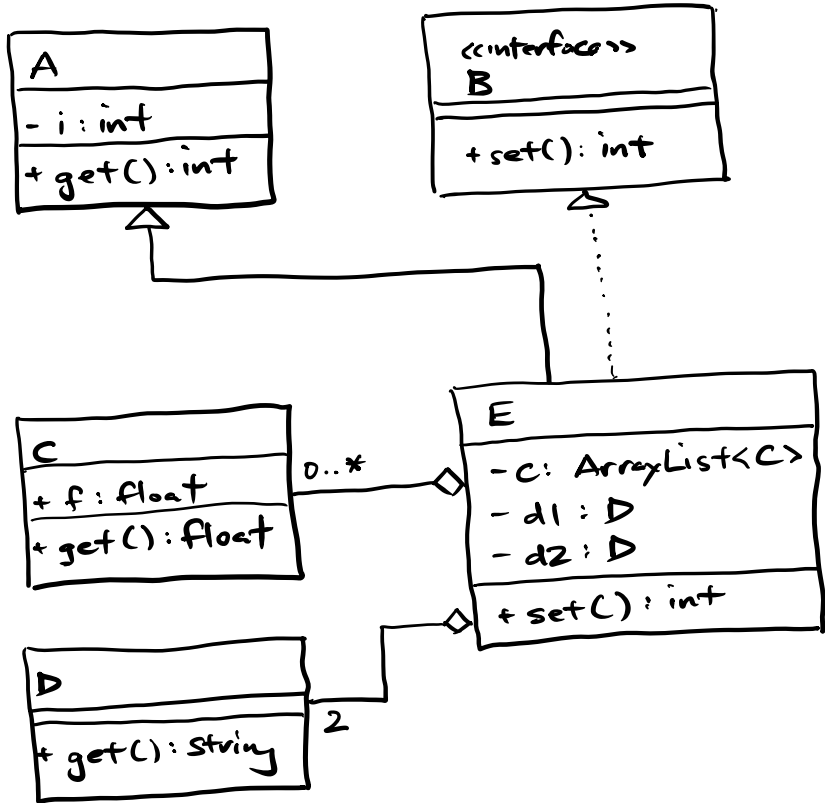 A
- i : int
+ get() : int
<<interface>>
B
+ set() : int
C
+ f : float
+ get() : float
0..*
E
- c : ArrayList<C>
- d1 : D
- d2 : D
+ set() : int
D
+ get() : string
2